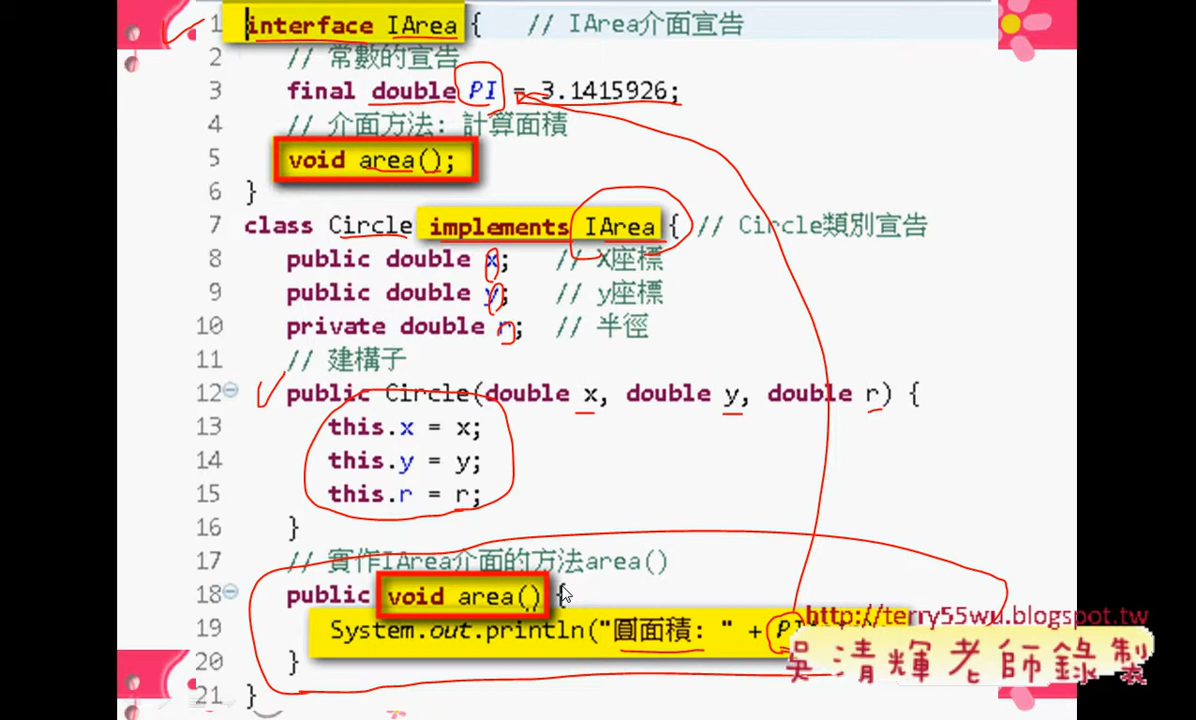 1 interface IArea { // IArea介面宣告
2 // 常數的宣告
3 final double PI = 3.1415926;
4 // 介面方法: 計算面積
5 void area();
6 }
7 class Circle implements IArea { // Circle類別宣告
8 public double x; // X座標
9 public double y; // y座標
10 private double r; // 半徑
11 // 建構子
12 public Circle(double x, double y, double r) {
13 this.x = x;
14 this.y = y;
15 this.r = r;
16 }
17 // 實作IArea介面的方法area()
18 public void area() {
19 System.out.println("圓面積: " + PI
20 }
21 }
http://terry55wu.blogspot.tw
吳清輝老師錄製